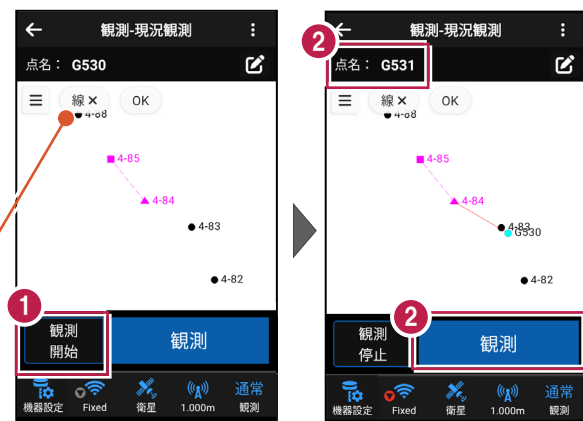 観測-現況観測
点名： G530
線× OK
4-88
4-85
4-84
4-83
4-82
1
観測
開始
観測
機器設定 Fixed 衛星 1.000m 通常
観測
2
観測-現況観測
点名： G531
線× OK
4-88
4-85
4-84
4-83
G530
4-82
2
観測
停止
観測
機器設定 Fixed 衛星 1.000m 通常
観測